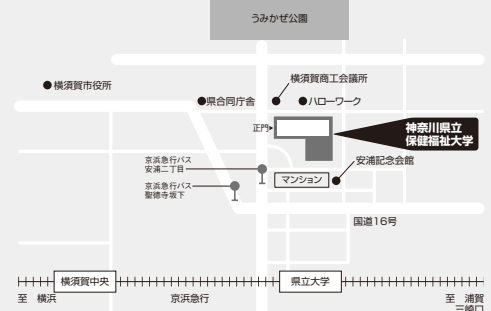 うみかぜ公園
横須賀商工会議所
横須賀市役所
県合同庁舎
ハローワーク
正門
神奈川県立
保健福祉大学
京浜急行バス
安浦二丁目
安浦記念会館
マンション
京浜急行バス
聖徳寺坂下
国道16号
横須賀中央
県立大学
至 横浜
京浜急行
至 浦賀
三崎口